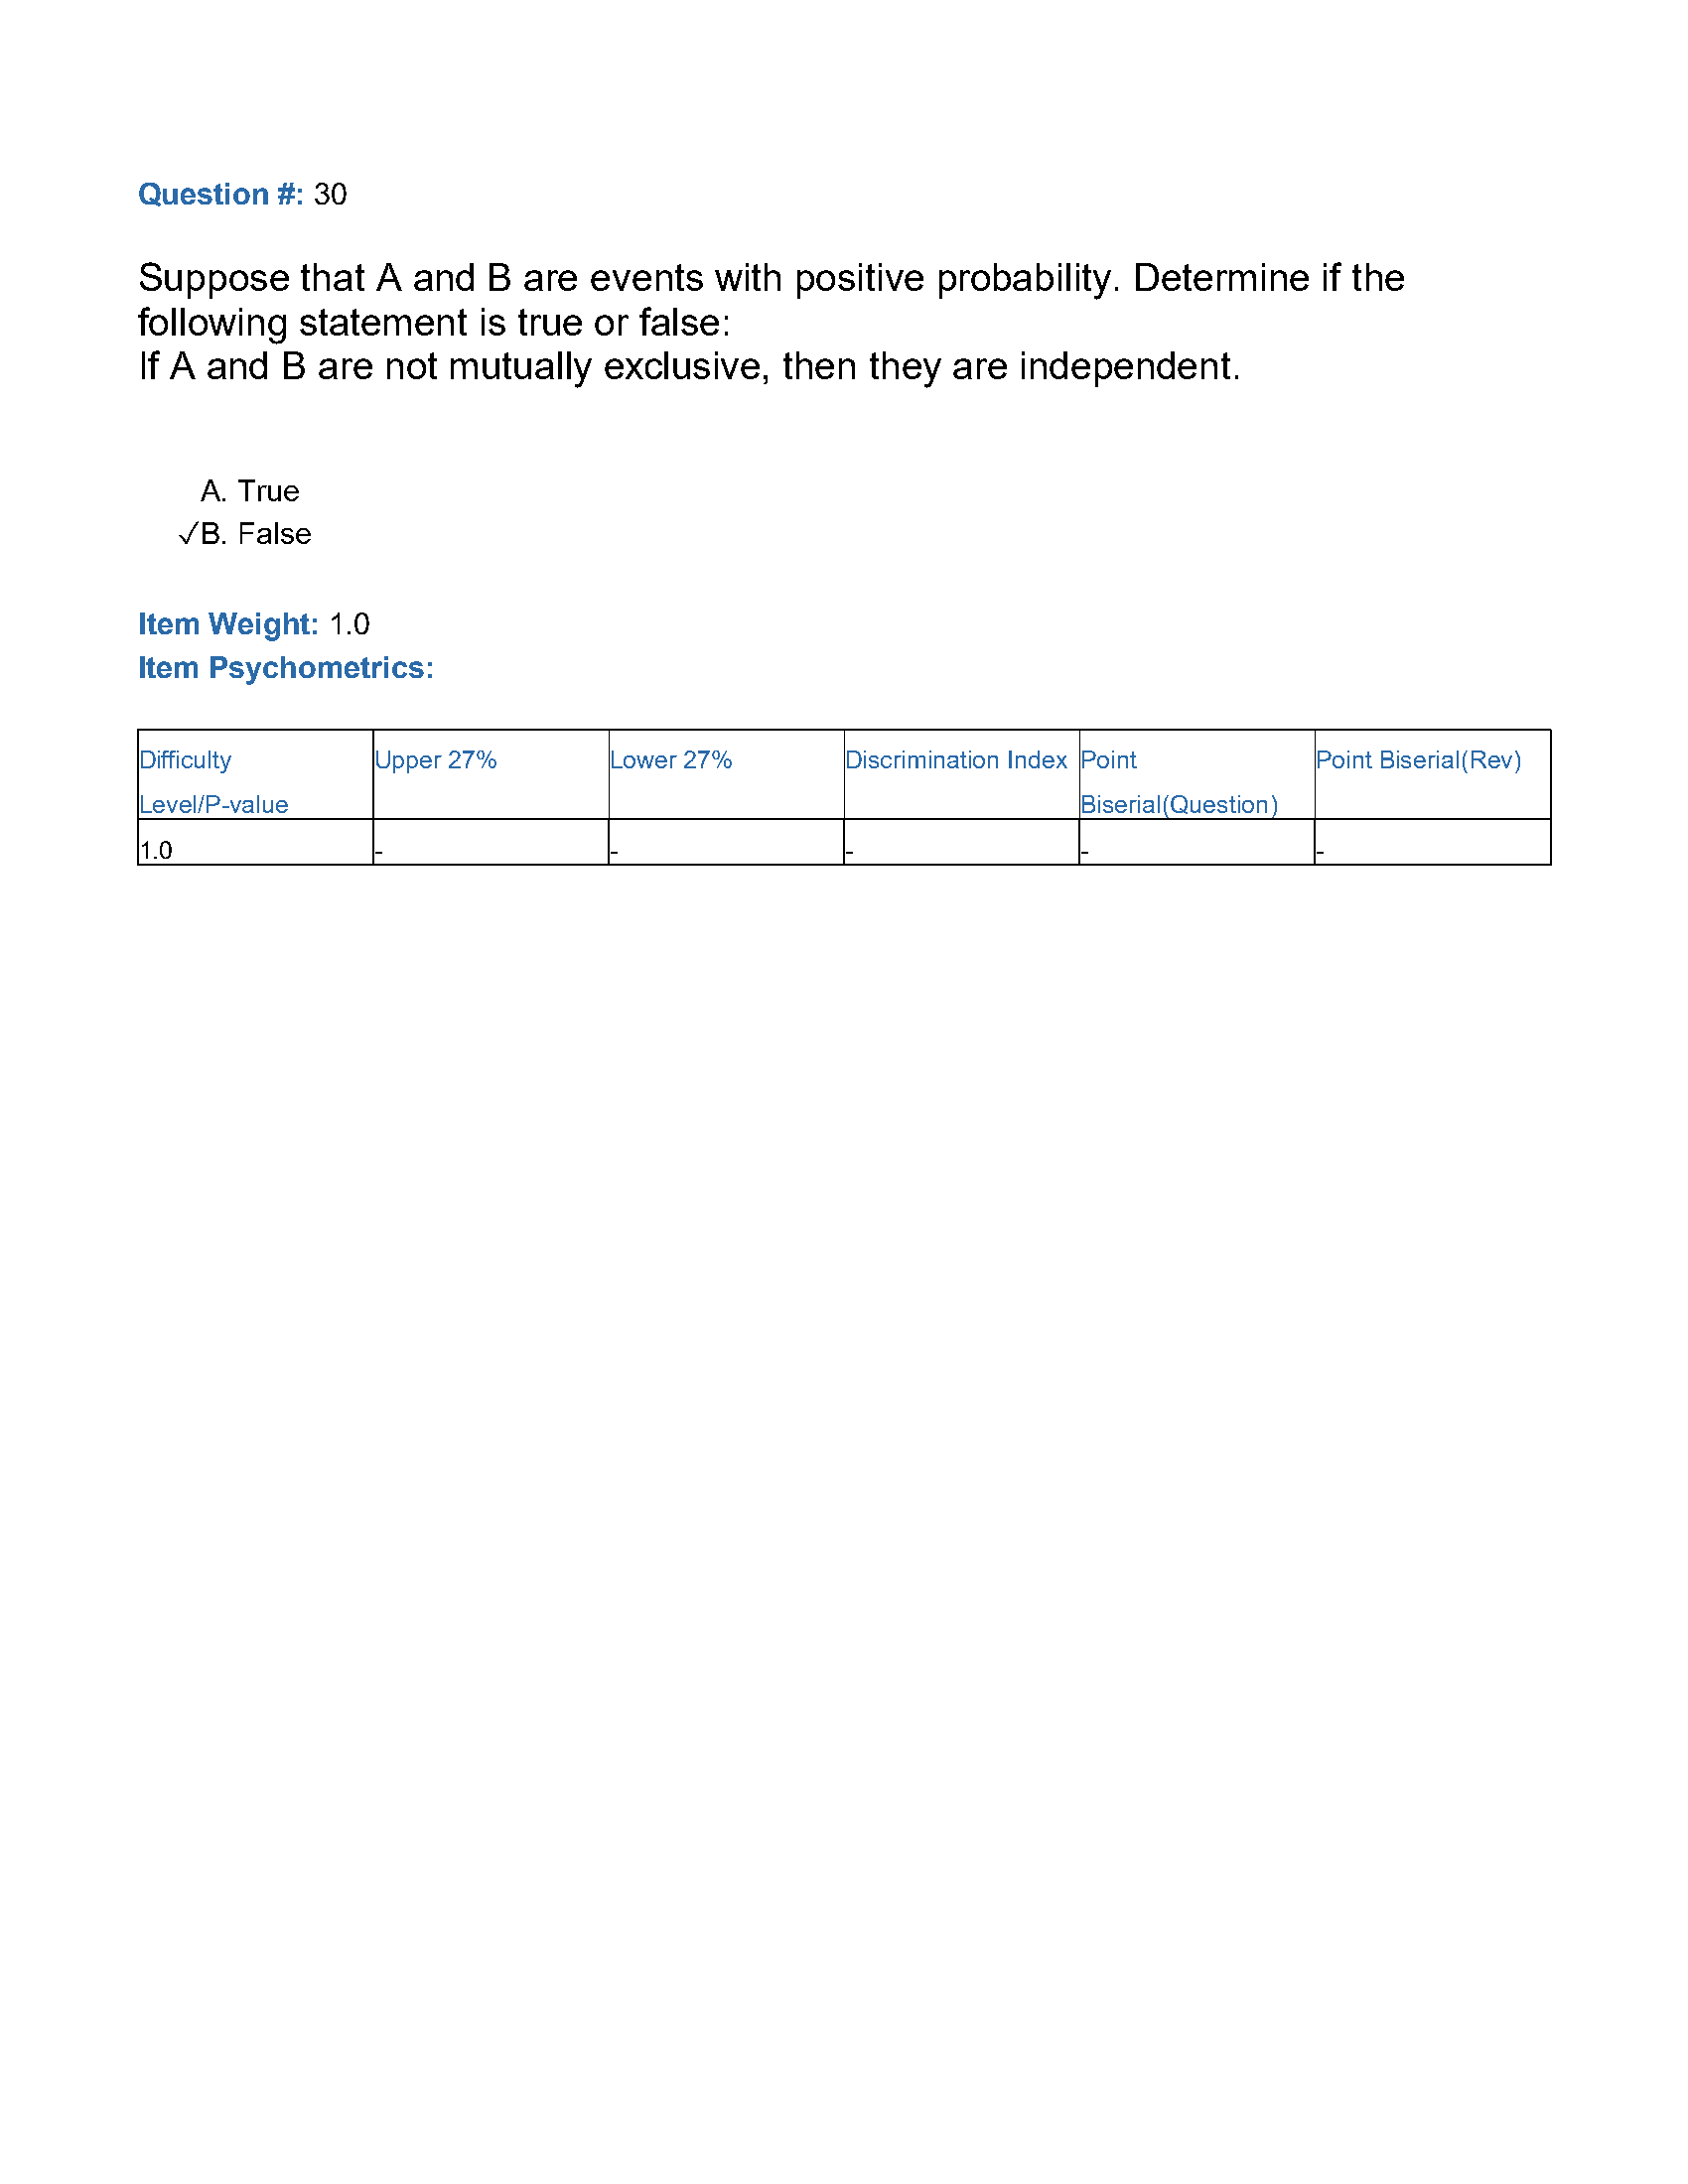 Question #: 30
Suppose that A and B are events with positive probability. Determine if the
following statement is true or false:
If A and B are not mutually exclusive, then they are independent.
A. True
✓B. False
Item Weight: 1.0
Item Psychometrics:
Difficulty Level/P-value Upper 27% Lower 27% Discrimination Index Point Biserial(Question) Point Biserial(Rev)
1.0 - - - - -